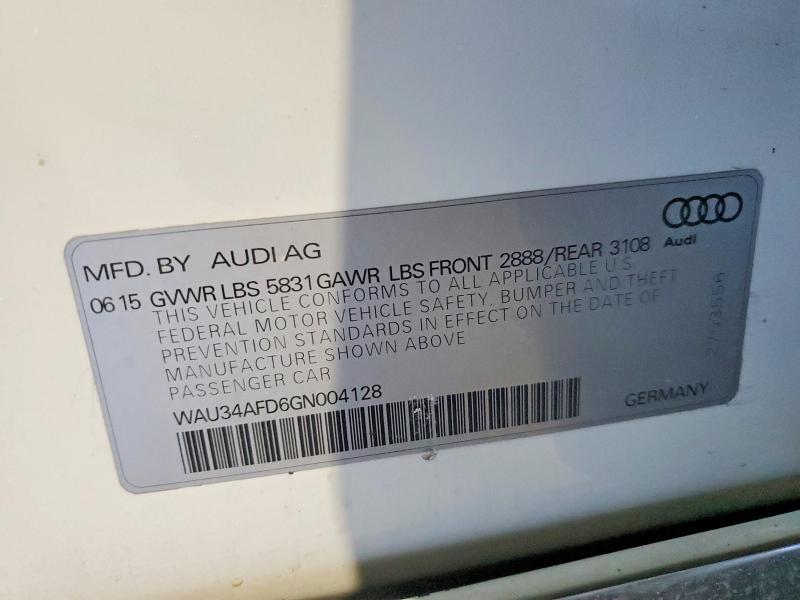 MFD. BY AUDI AG
Audi
06 15 GVWR LBS 5831 GAWR LBS FRONT 2888/REAR 3108
THIS VEHICLE CONFORMS TO ALL APPLICABLE U.S.
FEDERAL MOTOR VEHICLE SAFETY, BUMPER AND THEFT
PREVENTION STANDARDS IN EFFECT ON THE DATE OF
MANUFACTURE SHOWN ABOVE
PASSENGER CAR
WAU34AFD6GN004128
GERMANY